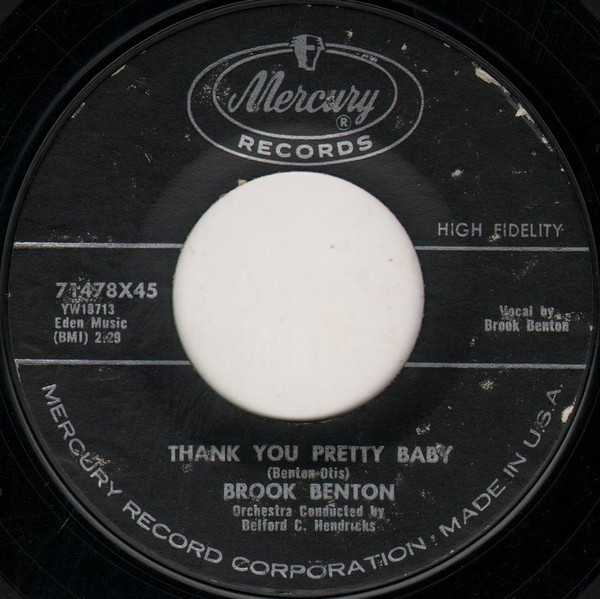 Mercury
®
RECORDS
HIGH FIDELITY
71478X45
YW18713
Eden Music
(BMI) 2:29
Vocal by
Brook Benton
THANK YOU PRETTY BABY
(Benton-Otis)
BROOK BENTON
Orchestra Conducted by
Belford C. Hendricks
MERCURY RECORD CORPORATION, MADE IN U.S.A.